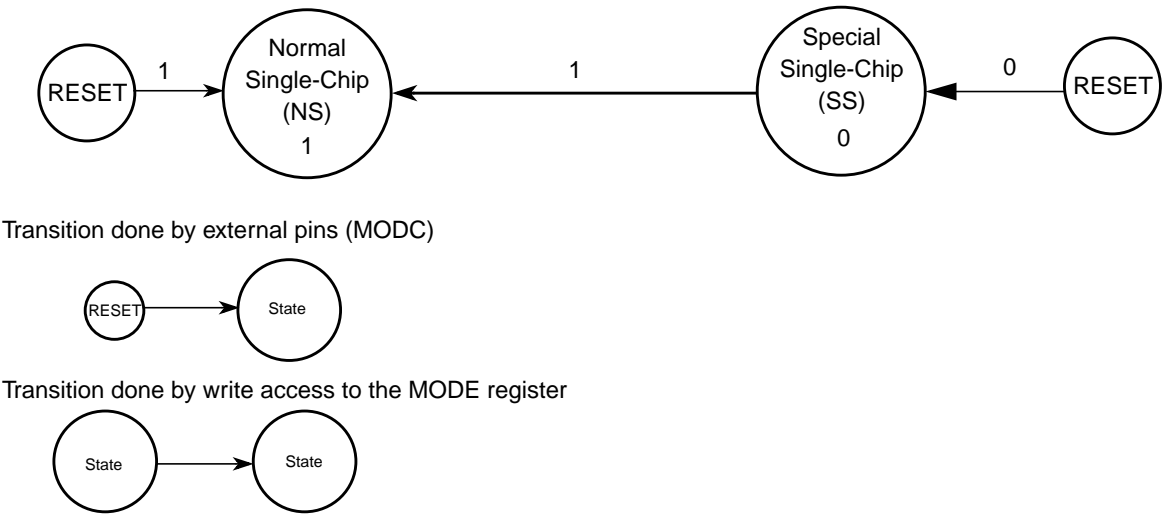 RESET
1
Normal
Single-Chip
(NS)
1
1
Special
Single-Chip
(SS)
0
0
RESET
Transition done by external pins (MODC)
RESET
State
Transition done by write access to the MODE register
State
State